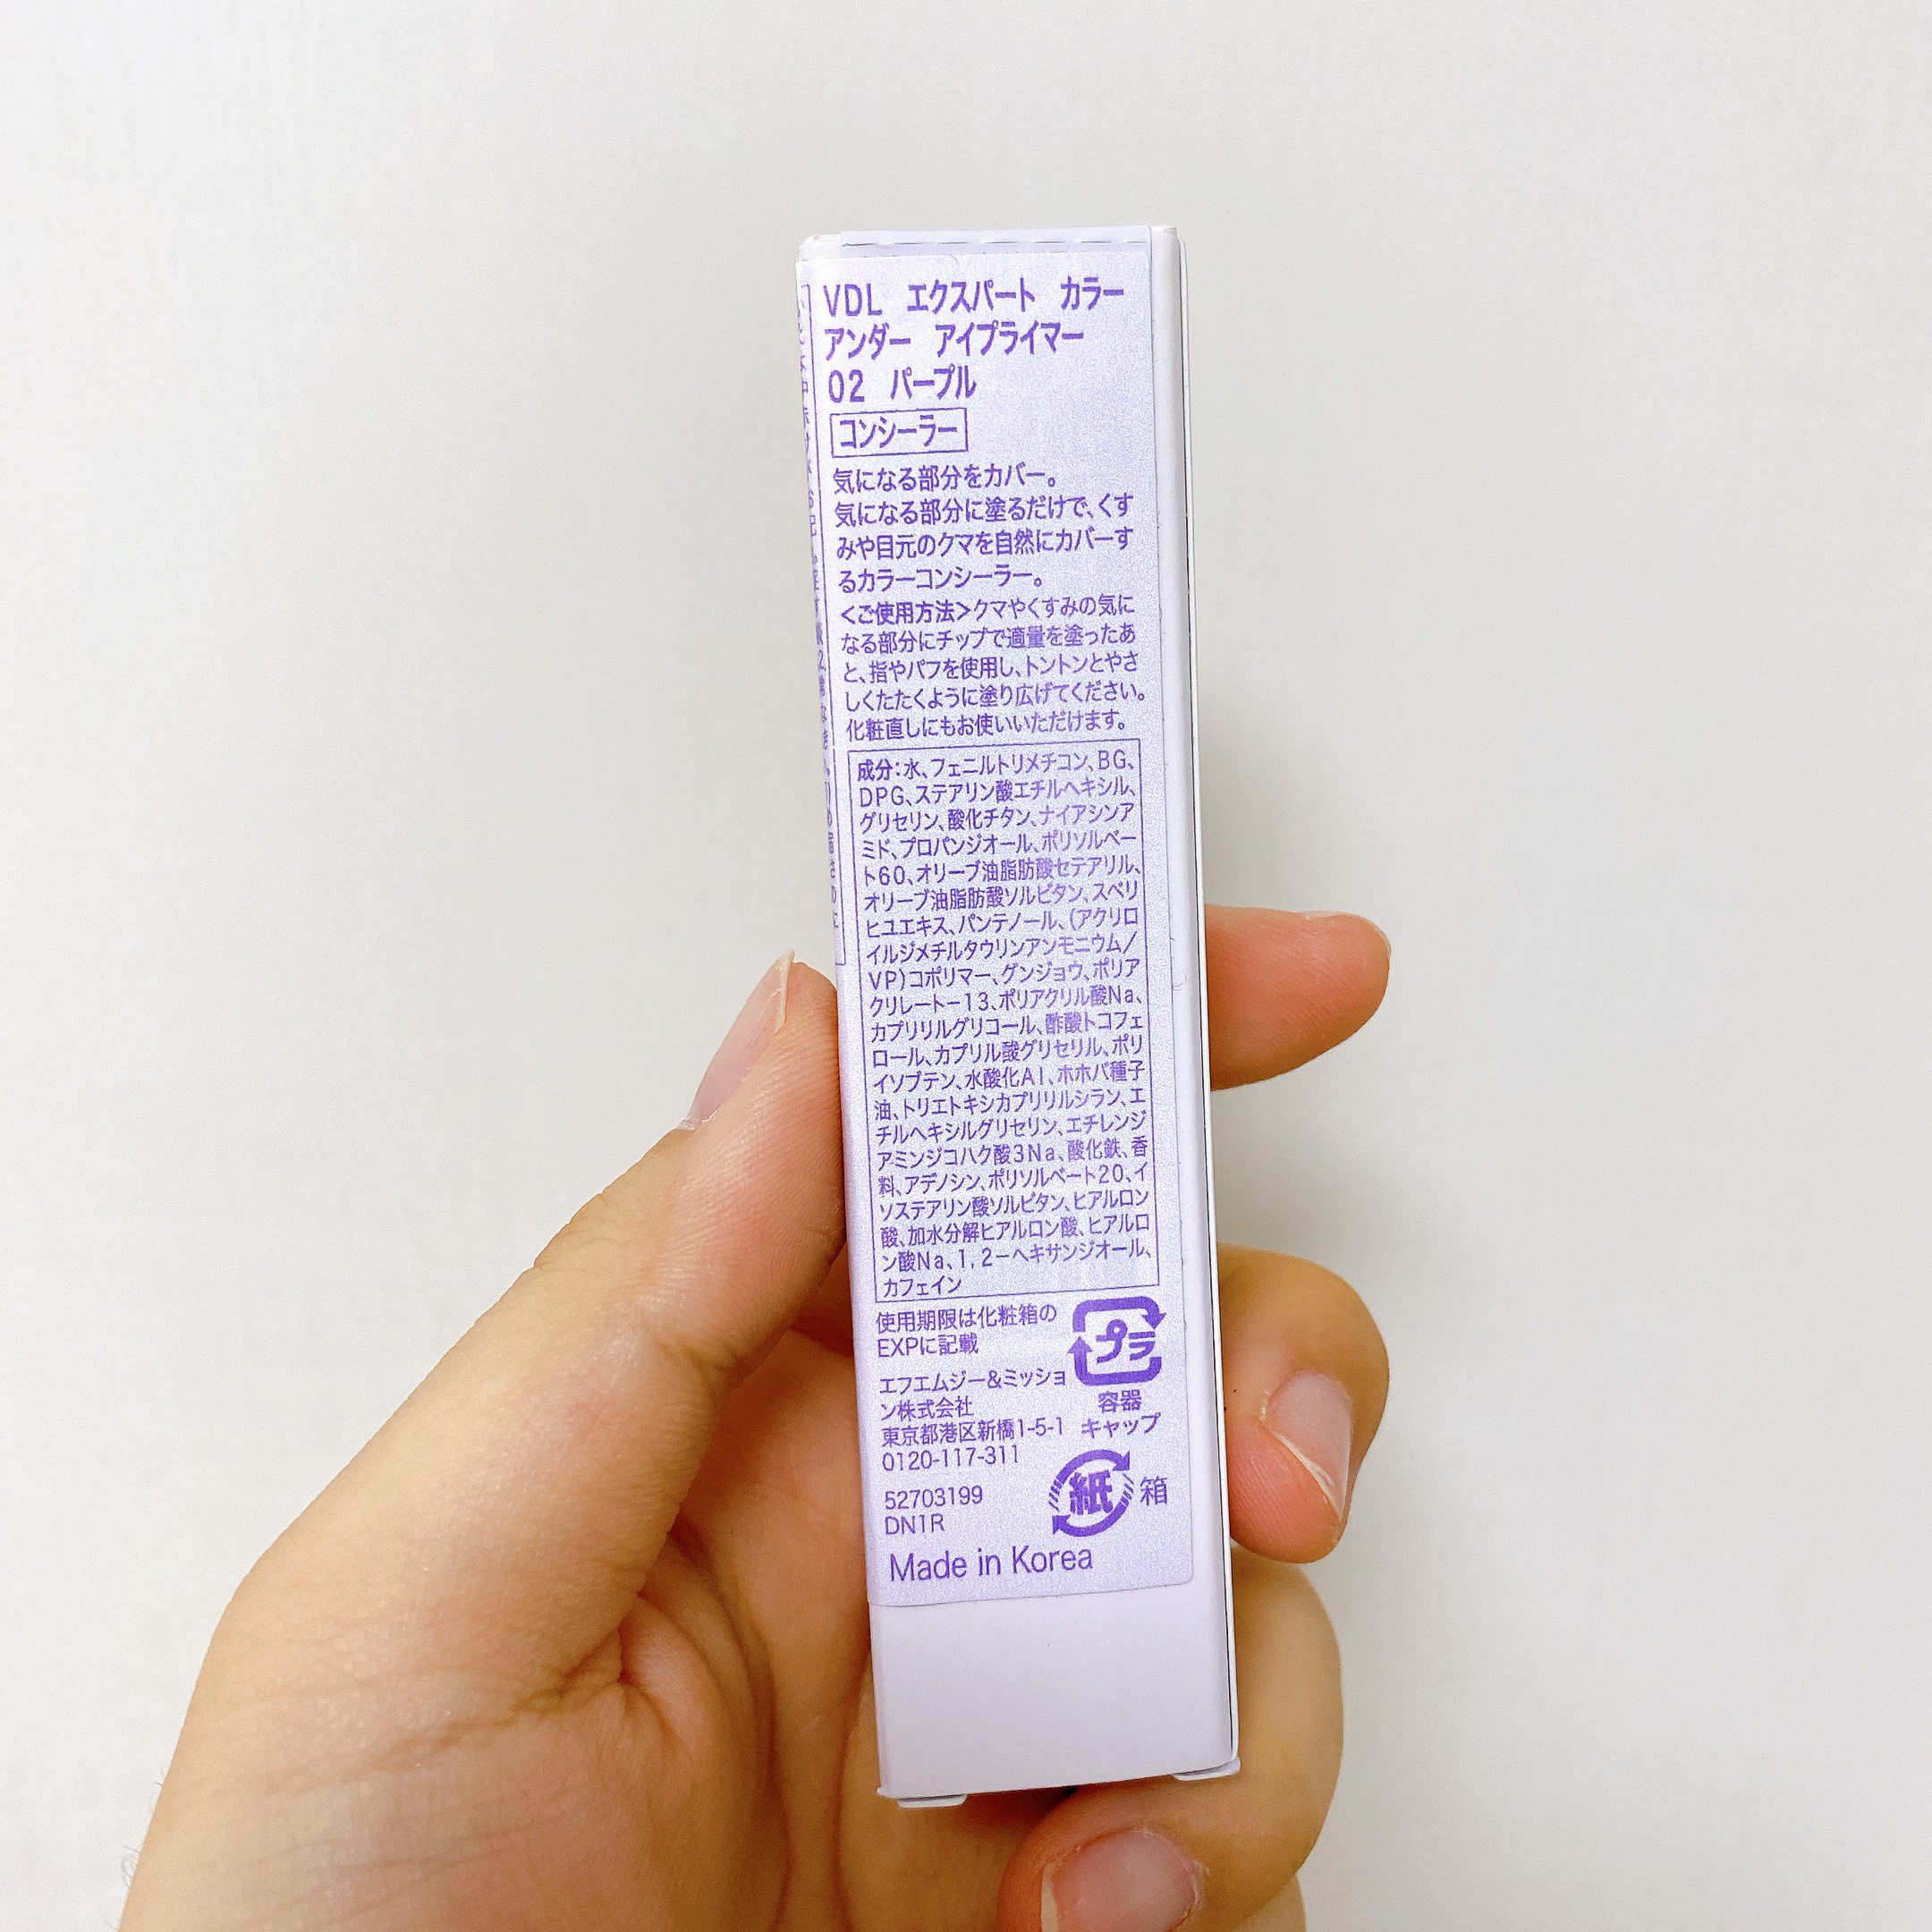 VDL エクスパート カラー
アンダー アイプライマー
02 パープル
コンシーラー
気になる部分をカバー。
気になる部分に塗るだけで、くす
みや目元のクマを自然にカバーす
るカラーコンシーラー。
<ご使用方法>クマやくすみの気に
なる部分にチップで適量を塗ったあ
と、指やパフを使用し、トントンとやさ
しくたたくように塗り広げてください。
化粧直しにもお使いいただけます。
成分:水、フェニルトリメチコン、BG、
DPG、ステアリン酸エチルヘキシル、
グリセリン、酸化チタン、ナイアシンア
ミド、プロパンジオール、ポリソルベー
ト60、オリーブ油脂肪酸セテアリル、
オリーブ油脂肪酸ソルビタン、スベリ
ヒユエキス、パンテノール、(アクリロ
イルジメチルタウリンアンモニウム/
VP)コポリマー、グンジョウ、ポリア
クリレート-13、ポリアクリル酸Na、
カプリリルグリコール、酢酸トコフェ
ロール、カプリル酸グリセリル、ポリ
イソブテン、水酸化Al、ホホバ種子
油、トリエトキシカプリリルシラン、エ
チルヘキシルグリセリン、エチレンジ
アミンジコハク酸3Na、酸化鉄、香
料、アデノシン、ポリソルベート20、イ
ソステアリン酸ソルビタン、ヒアルロン
酸、加水分解ヒアルロン酸、ヒアルロ
ン酸Na、1,2-ヘキサンジオール、
カフェイン
使用期限は化粧箱の
EXPに記載
エフエムジー&ミッショ
ン株式会社
東京都港区新橋1-5-1
0120-117-311
52703199
DN1R
プラ
容器
キャップ
紙 箱
Made in Korea